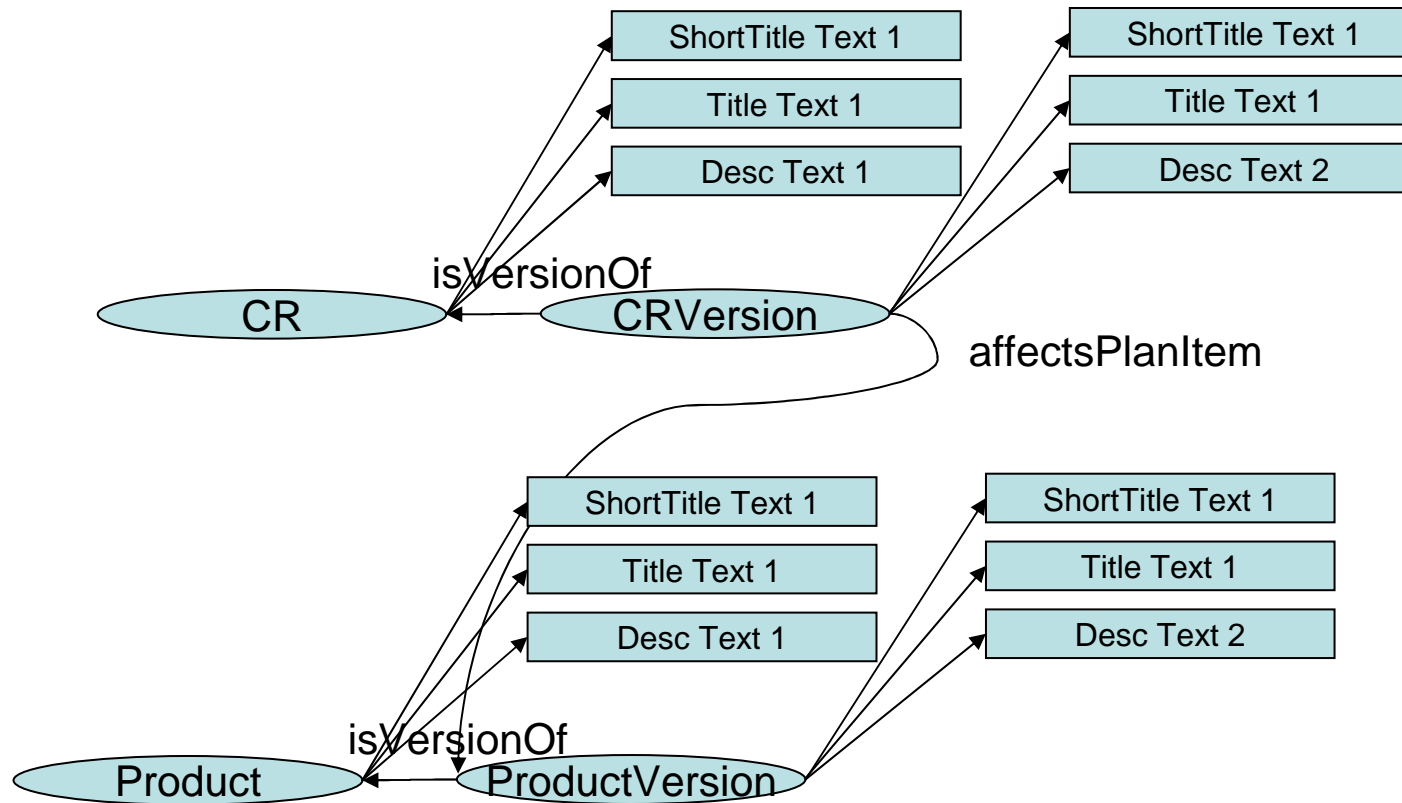 ShortTitle Text 1
ShortTitle Text 1
Title Text 1
Title Text 1
Desc Text 1
Desc Text 2
isVersionOf
CR
CRVersion
affectsPlanItem
ShortTitle Text 1
ShortTitle Text 1
Title Text 1
Title Text 1
Desc Text 1
Desc Text 2
isVersionOf
Product
ProductVersion